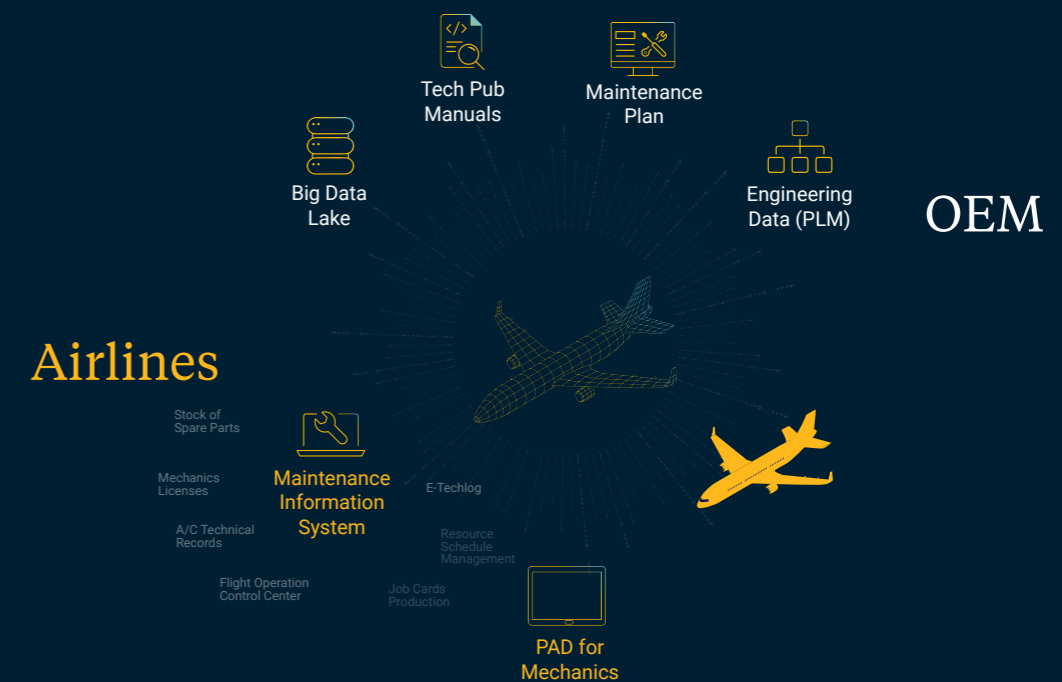 Tech Pub
Manuals
Maintenance
Plan
Big Data
Lake
Engineering
Data (PLM)
OEM
Airlines
Stock of
Spare Parts
Mechanics
Licenses
Maintenance
Information
System
E-Techlog
A/C Technical
Records
Resource
Schedule
Management
Flight Operation
Control Center
Job Cards
Production
PAD for
Mechanics